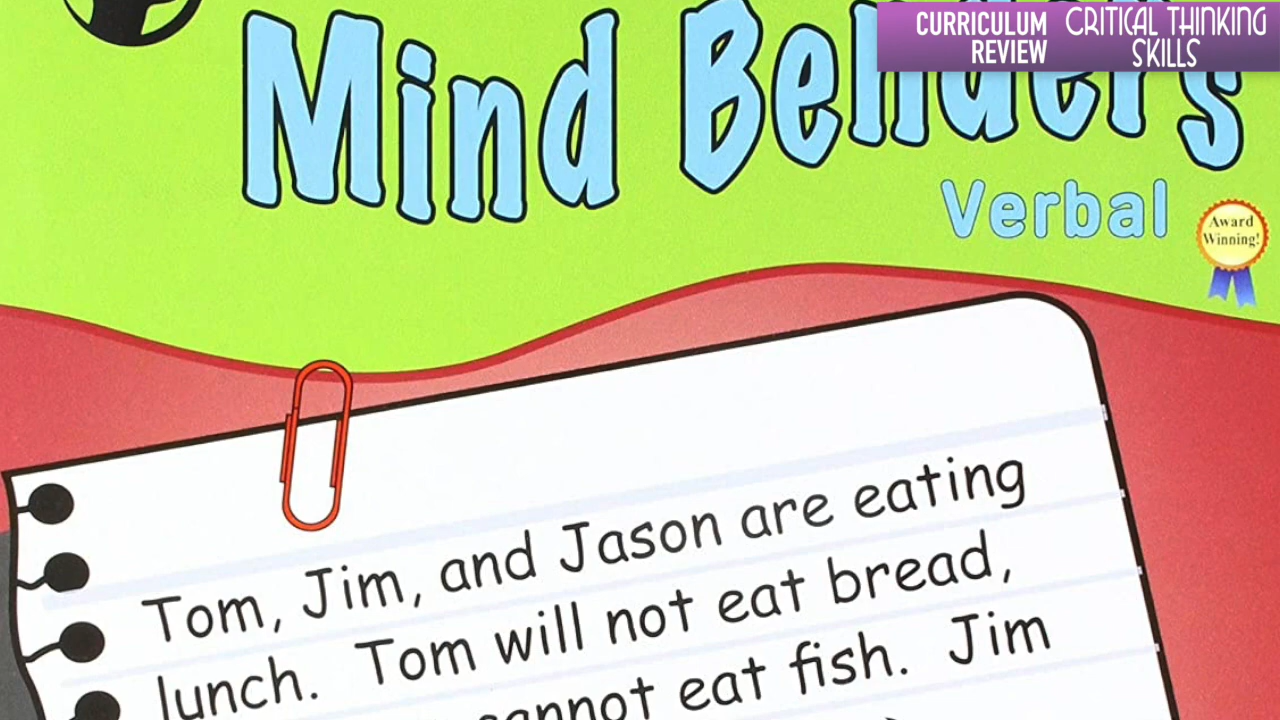 CURRICULUM REVIEW
CRITICAL THINKING SKILLS
Mind Benders
Verbal
Award
Winning!
Tom, Jim, and Jason are eating
lunch. Tom will not eat bread,
cannot eat fish. Jim